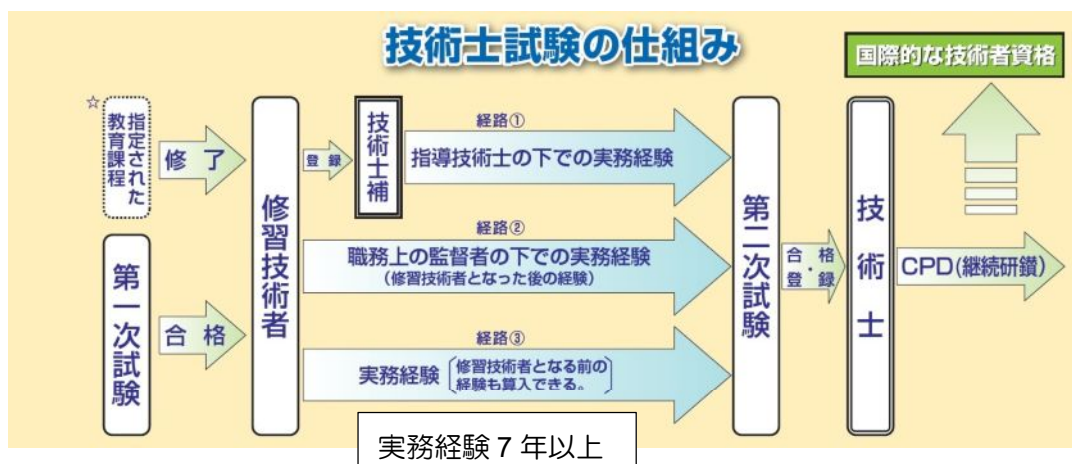 技術士試験の仕組み
国際的な技術者資格
☆
指定された
教育課程
修了
第一次試験
合格
修習技術者
登録
技術士補
経路①
指導技術士の下での実務経験
経路②
職務上の監督者の下での実務経験
(修習技術者となった後の経験)
経路③
実務経験
修習技術者となる前の
経験も算入できる。
実務経験7年以上
第二次試験
合格・
登録
技術士
CPD(継続研鑽)